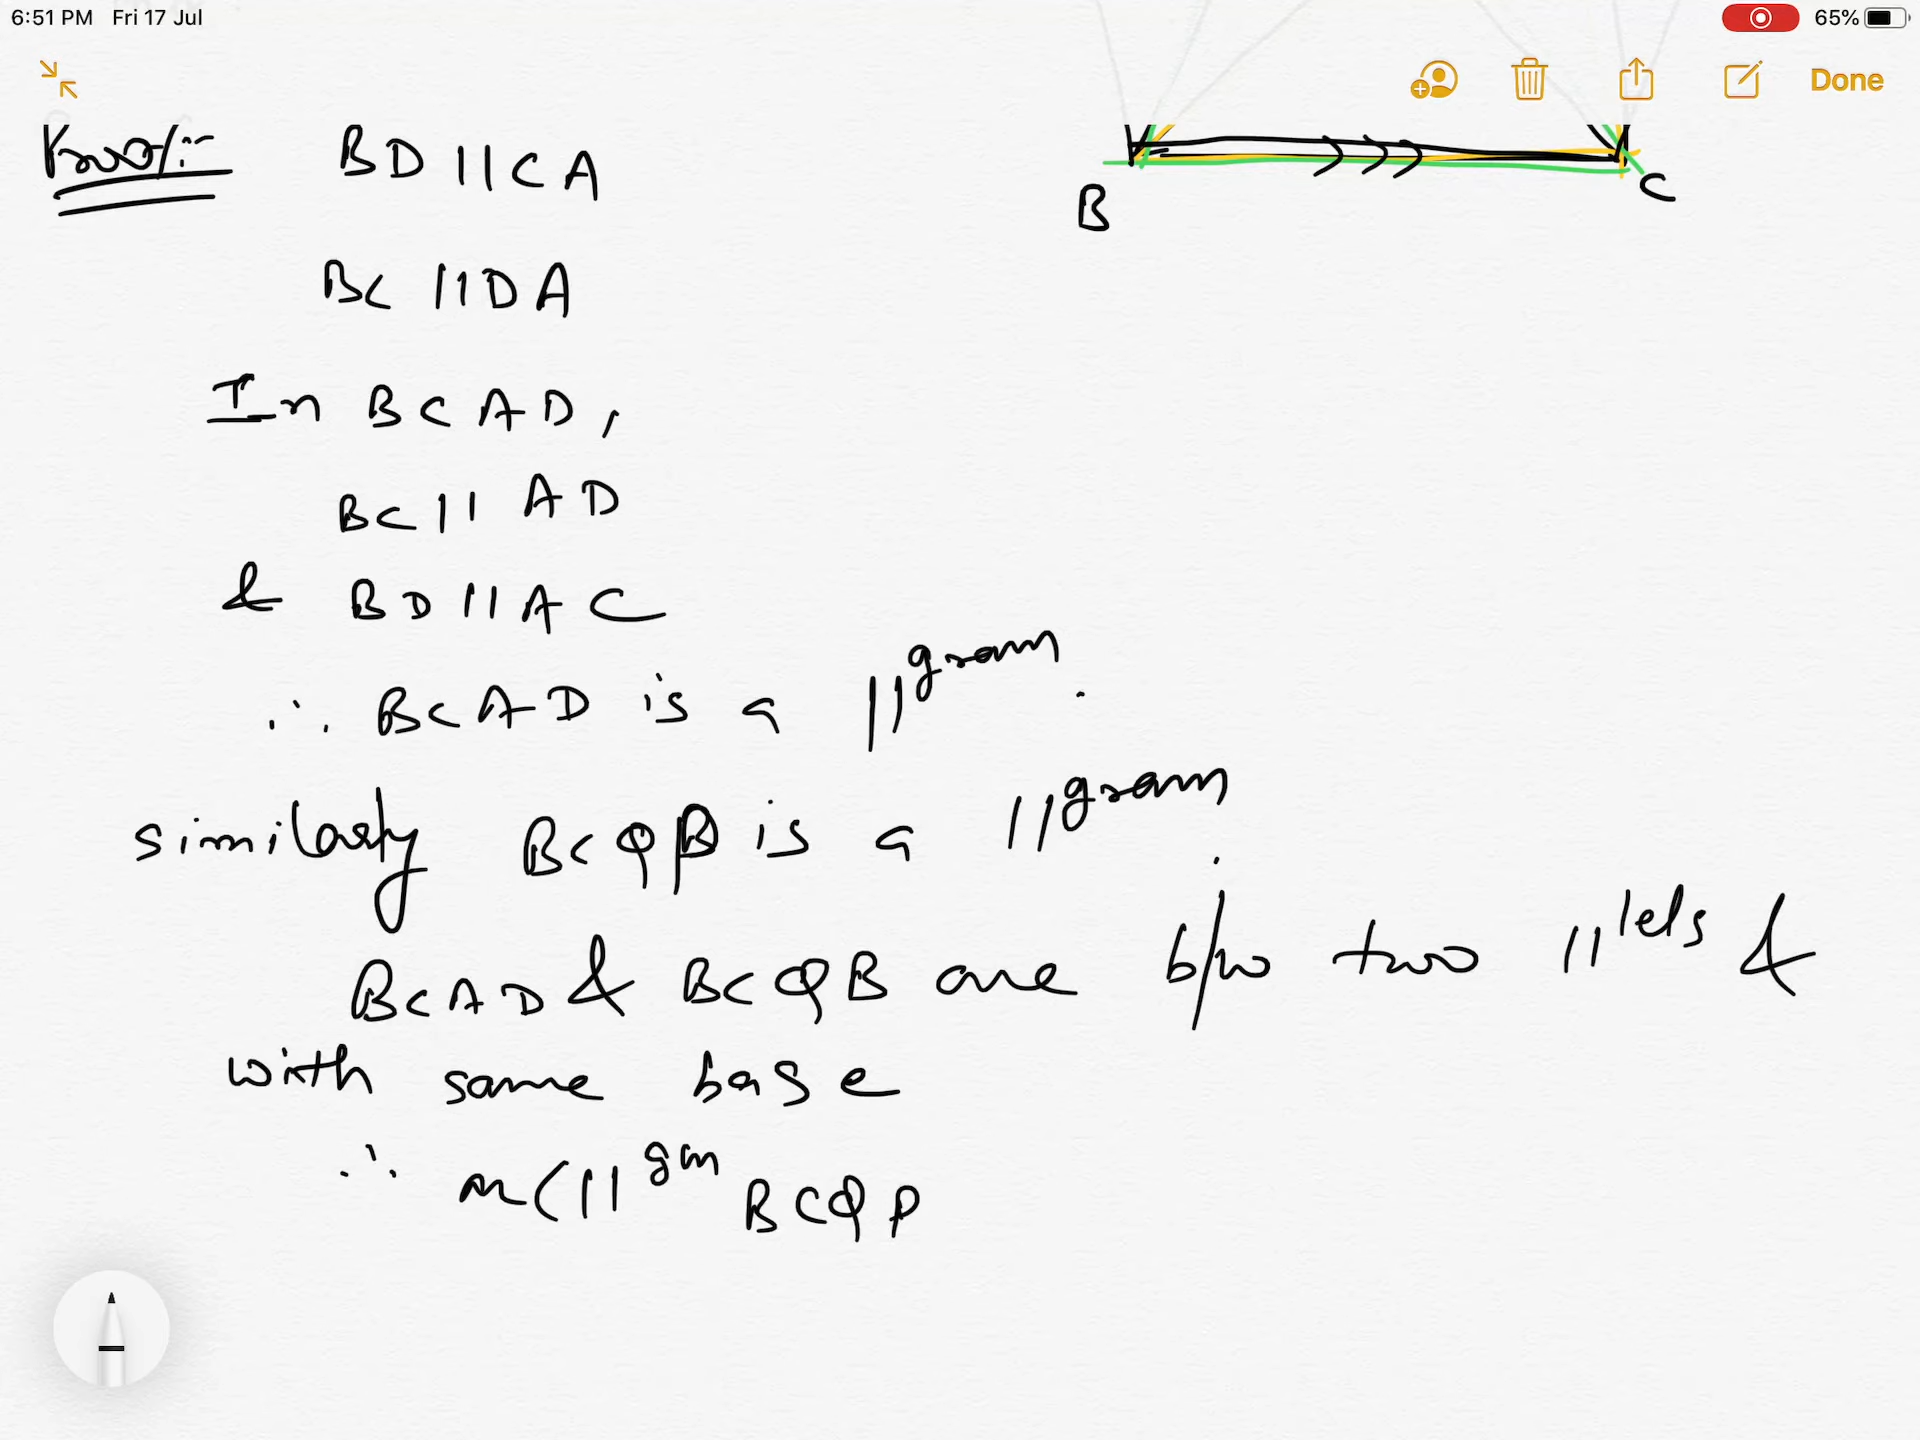 6:51 PM Fri 17 Jul
65%
Done
Proof:-
BD || CA
B
C
BC || DA
In BCAD,
BC || AD
& BD || AC
∴ BCAD is a ||gram.
similarly BCQB is a ||gram.
BCAD & BCQB are b/w two ||lels &
with same base
∴ ar(||gm BCQP